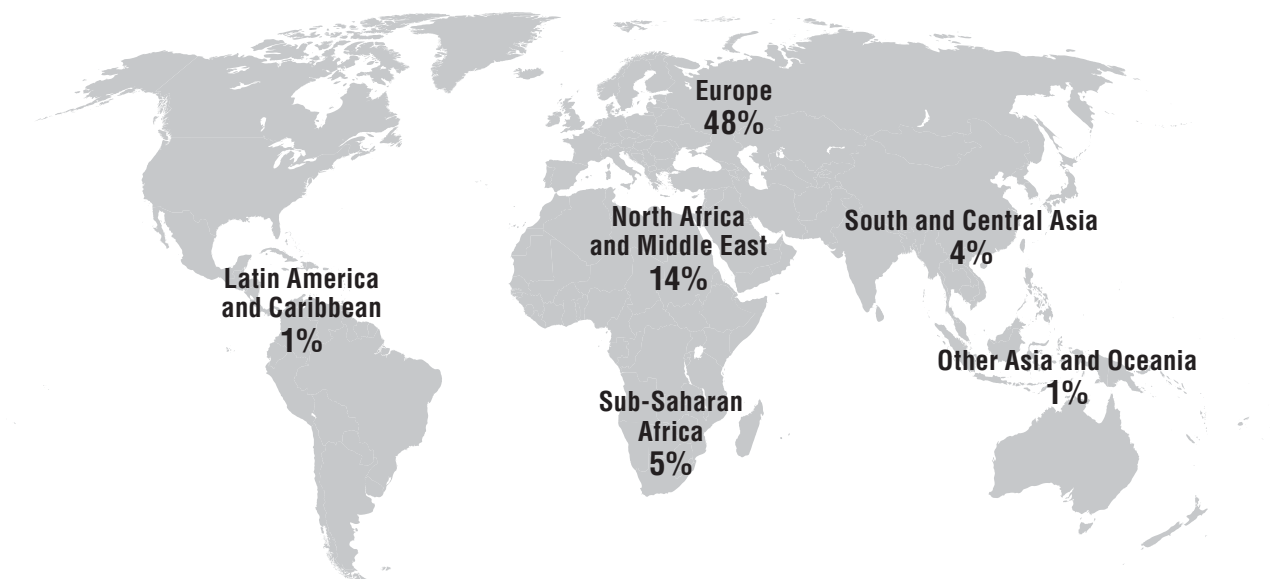 Europe
48%
North Africa
and Middle East
14%
South and Central Asia
4%
Latin America
and Caribbean
1%
Other Asia and Oceania
1%
Sub-Saharan
Africa
5%